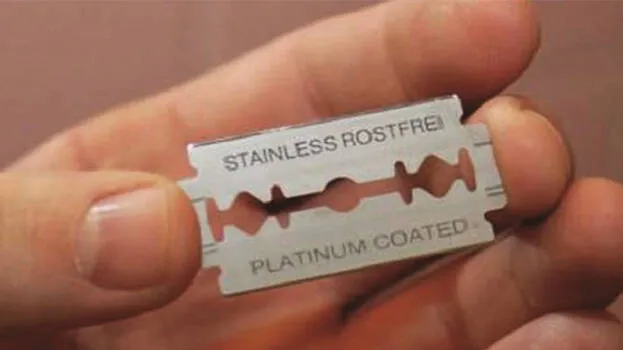 STAINLESS ROSTFREI
PLATINUM COATED